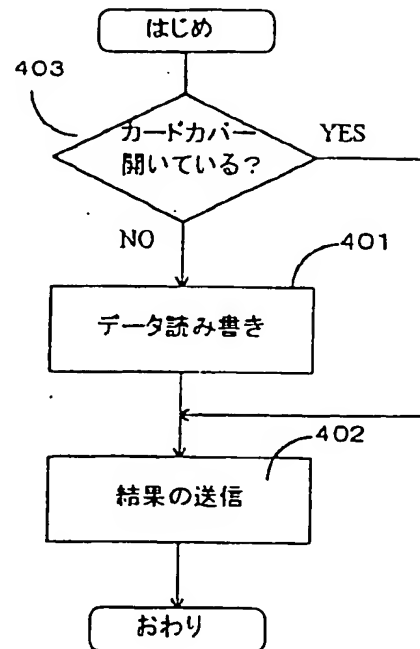 はじめ
403
カードカバー
開いている?
YES
NO
401
データ読み書き
402
結果の送信
おわり